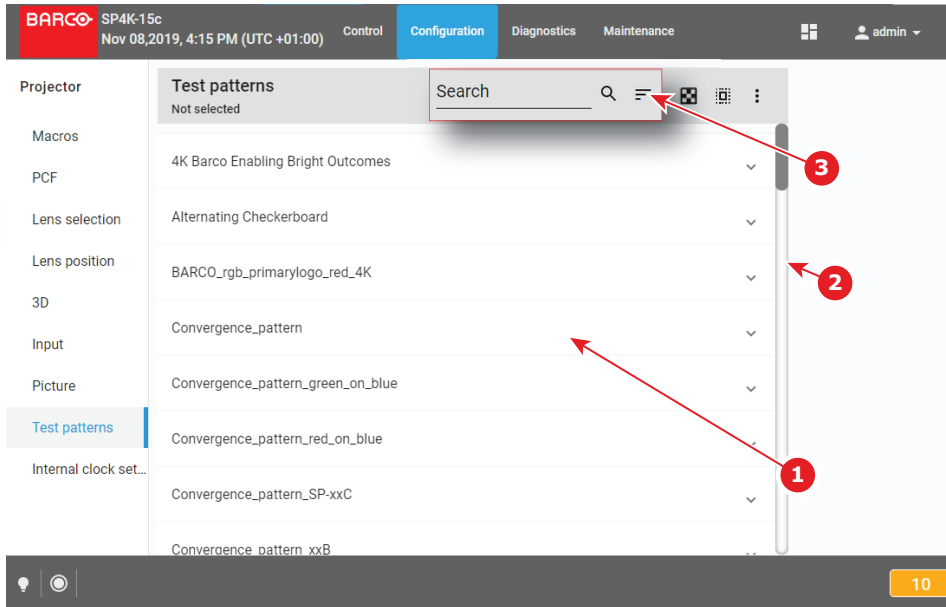 BARCO
SP4K-15c
Nov 08,2019, 4:15 PM (UTC +01:00)
Control
Configuration
Diagnostics
Maintenance
admin
Projector
Macros
PCF
Lens selection
Lens position
3D
Input
Picture
Test patterns
Internal clock set...
Test patterns
Not selected
Search
4K Barco Enabling Bright Outcomes
Alternating Checkerboard
BARCO_rgb_primarylogo_red_4K
Convergence_pattern
Convergence_pattern_green_on_blue
Convergence_pattern_red_on_blue
Convergence_pattern_SP-xxC
Convergence_pattern_xxB
3
2
1
10